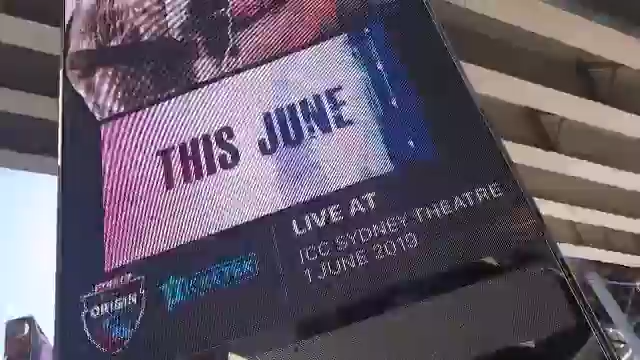 THIS JUNE
LIVE AT
ICC SYDNEY THEATRE
1 JUNE 2019
ORIGIN